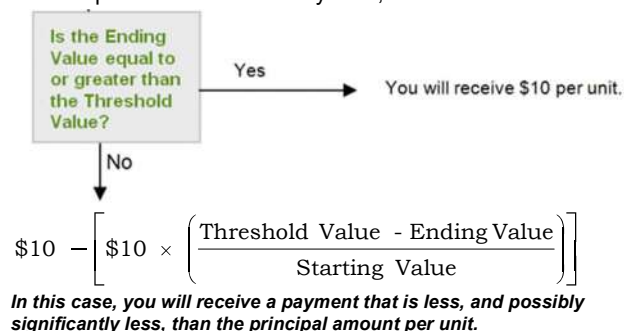 Is the Ending
Value equal to
or greater than
the Threshold
Value?
Yes
You will receive $10 per unit.
No
$10 − [ $10 × ( Threshold Value - Ending Value / Starting Value ) ]
In this case, you will receive a payment that is less, and possibly
significantly less, than the principal amount per unit.